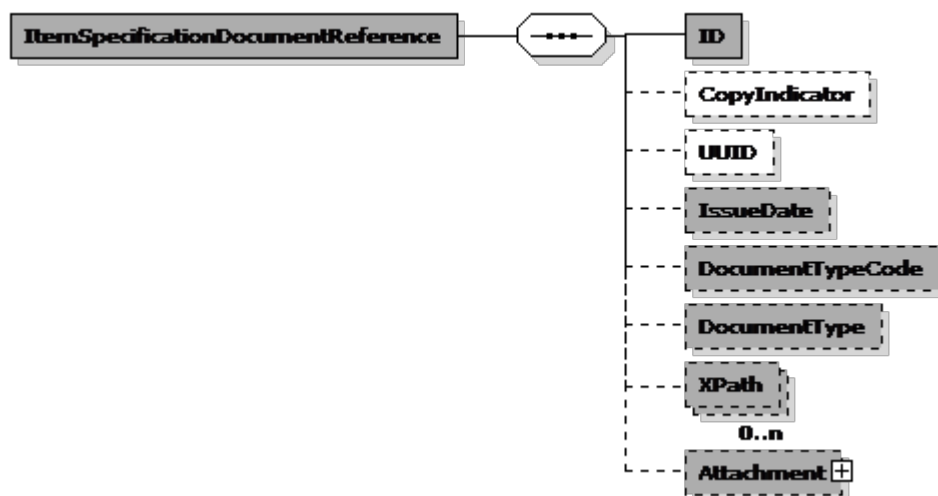 ItemSpecificationDocumentReference
ID
CopyIndicator
UUID
IssueDate
DocumentTypeCode
DocumentType
XPath
0..n
Attachment